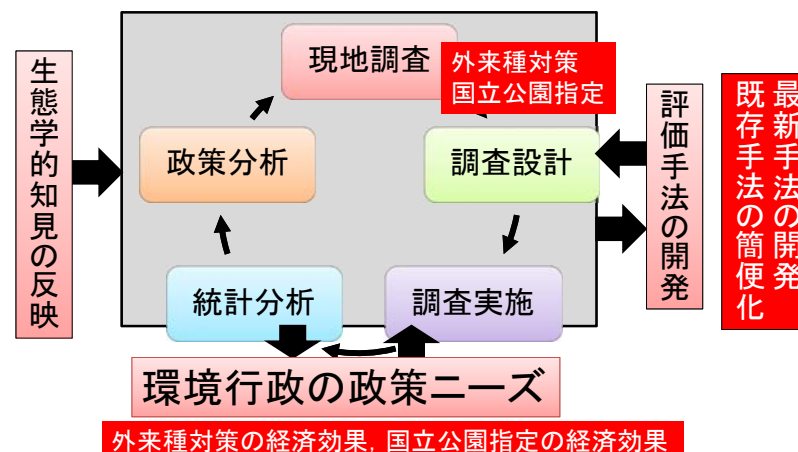 生態学的知見の反映
現地調査
外来種対策
国立公園指定
政策分析
調査設計
統計分析
調査実施
評価手法の開発
最新手法の開発
既存手法の簡便化
環境行政の政策ニーズ
外来種対策の経済効果, 国立公園指定の経済効果